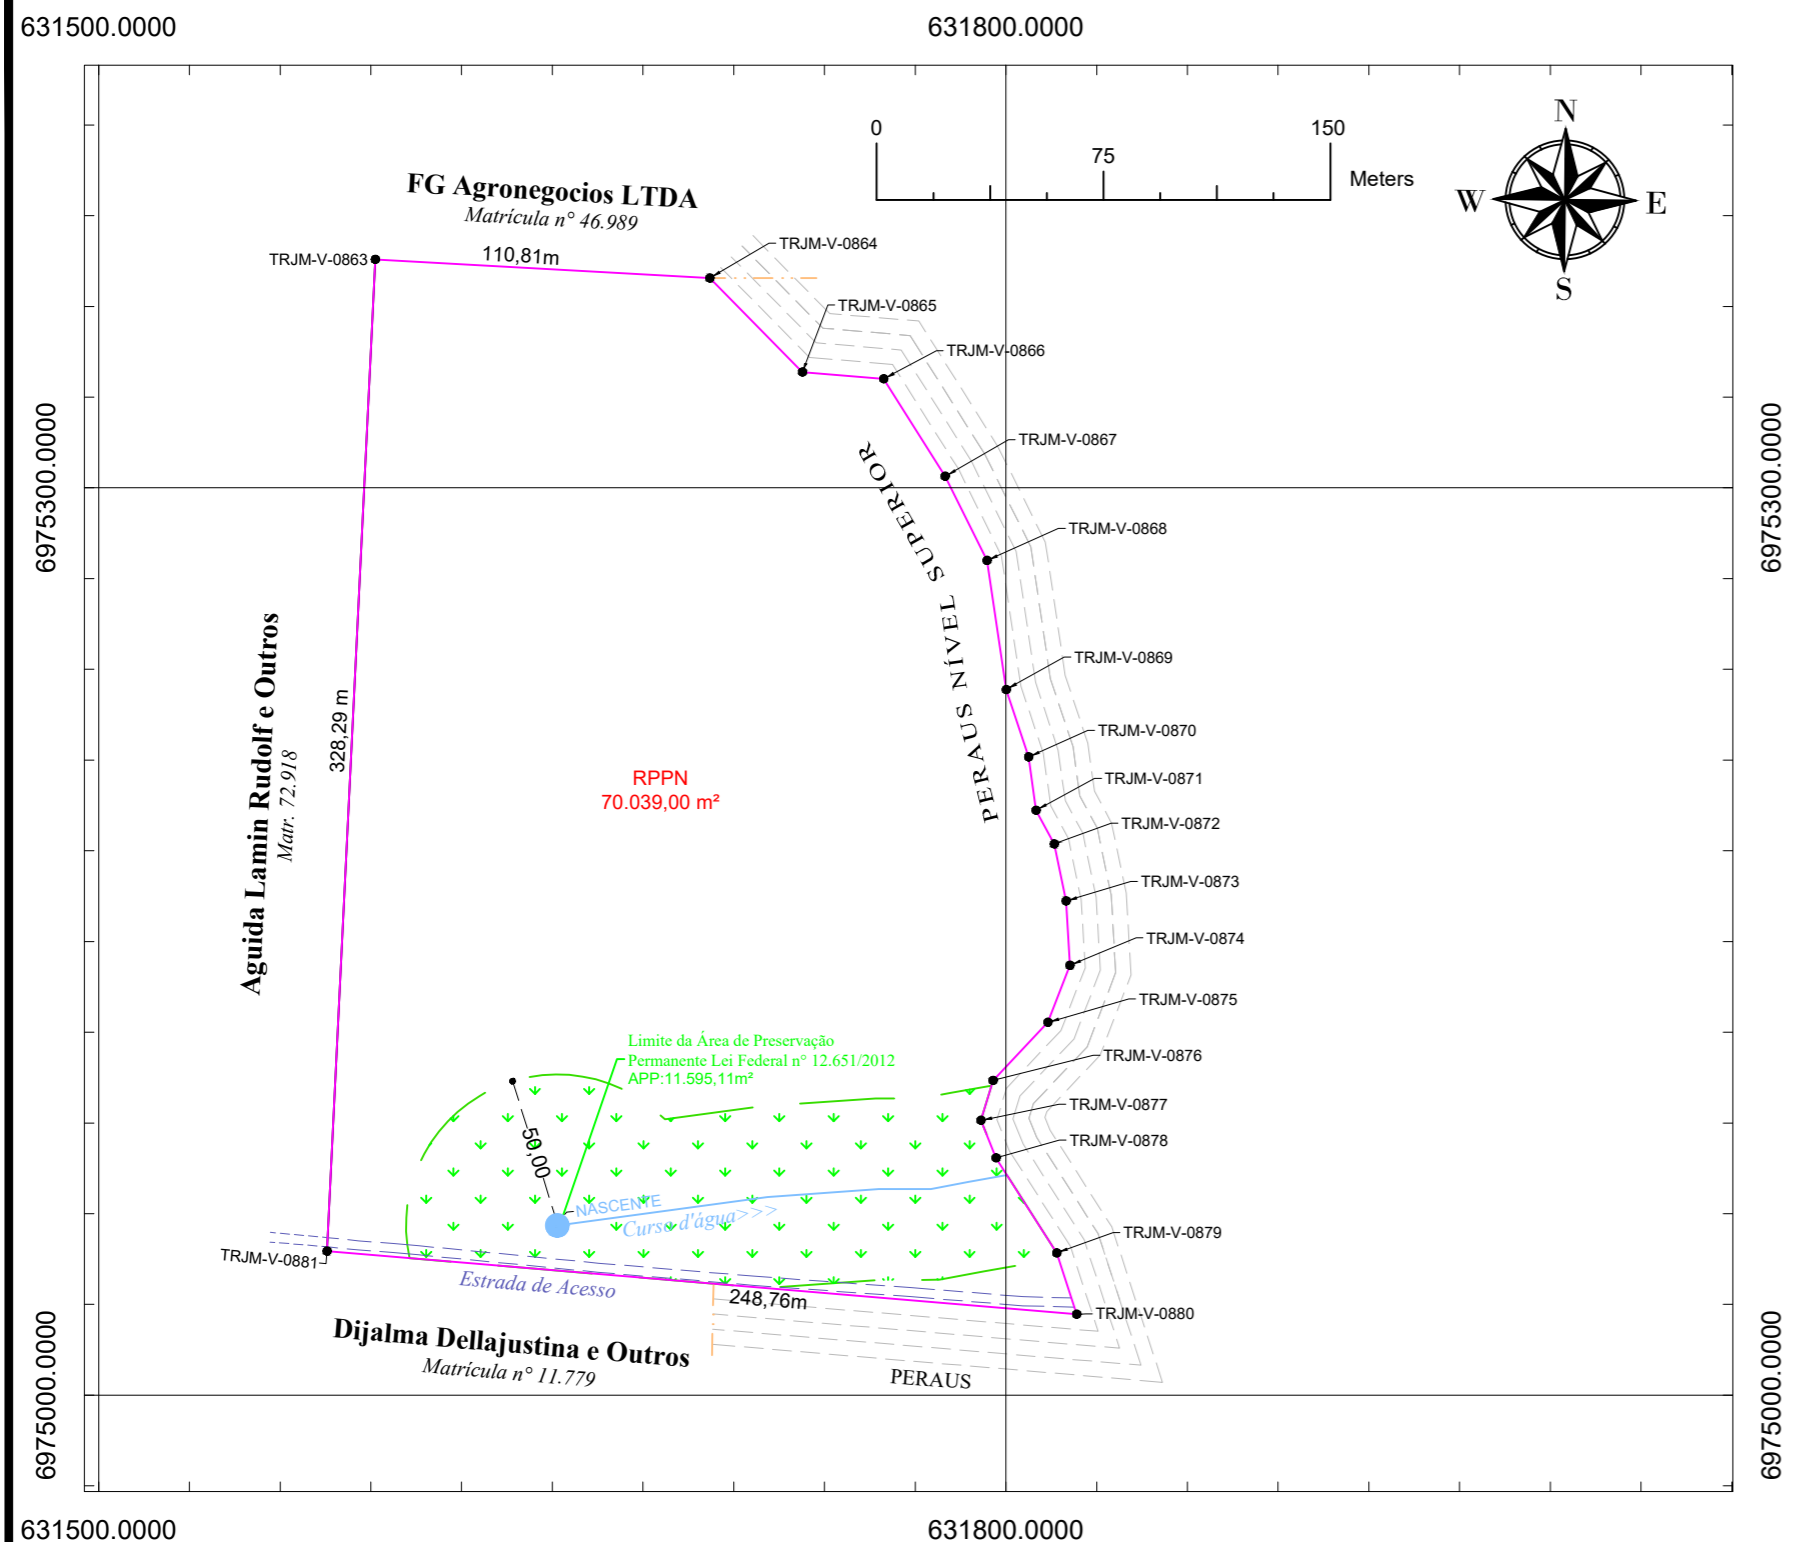 631500.0000
631800.0000
0
150
75
Meters
N
W
E
S
FG Agronegocios LTDA
Matrícula n° 46.989
110,81m
TRJM-V-0863
TRJM-V-0864
TRJM-V-0865
TRJM-V-0866
TRJM-V-0867
6975300.0000
6975300.0000
PERAUS NÍVEL SUPERIOR
TRJM-V-0868
TRJM-V-0869
Aguida Lamin Rudolf e Outros
Matr. 72.918
328,29 m
RPPN
70.039,00 m²
TRJM-V-0870
TRJM-V-0871
TRJM-V-0872
TRJM-V-0873
TRJM-V-0874
TRJM-V-0875
Limite da Área de Preservação
Permanente Lei Federal n° 12.651/2012
APP:11.595,11m²
TRJM-V-0876
TRJM-V-0877
TRJM-V-0878
50,00
NASCENTE
Curso d'água>>>
TRJM-V-0879
TRJM-V-0881
Estrada de Acesso
248,76m
TRJM-V-0880
Dijalma Dellajustina e Outros
Matrícula n° 11.779
PERAUS
6975000.0000
6975000.0000
631500.0000
631800.0000